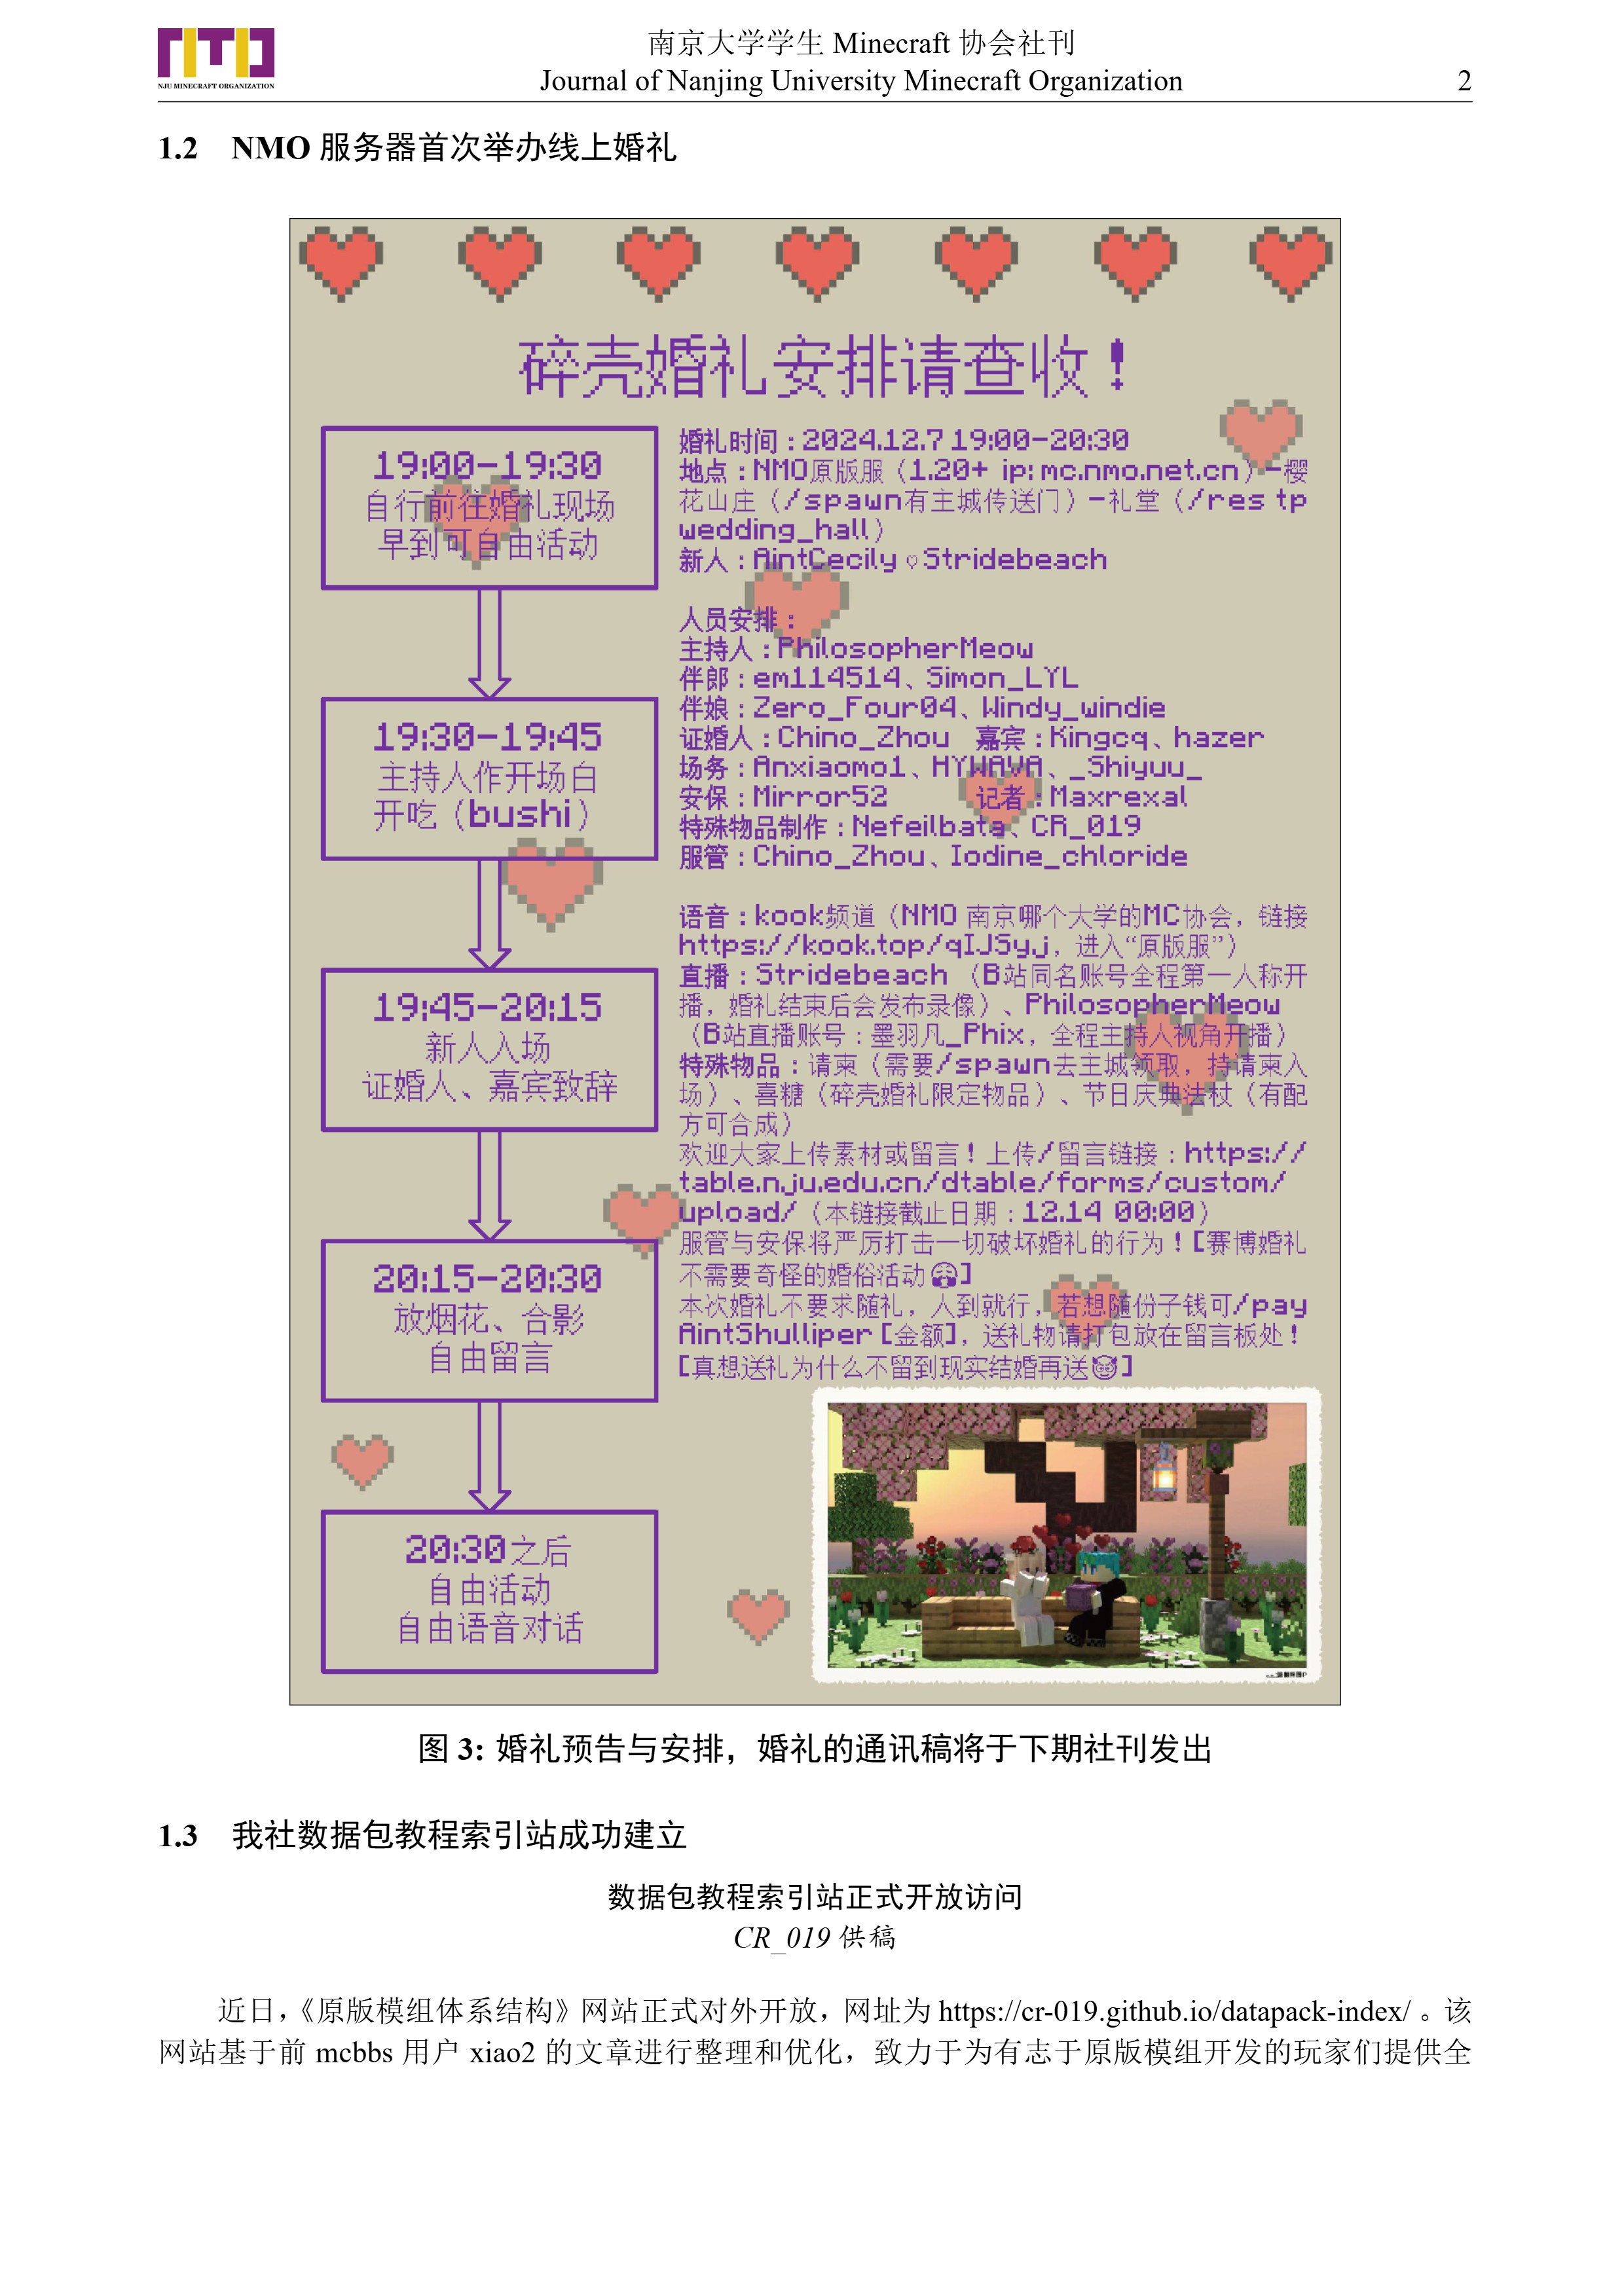 NJU MINECRAFT ORGANIZATION
南京大学学生 Minecraft 协会社刊
Journal of Nanjing University Minecraft Organization
2
1.2 NMO 服务器首次举办线上婚礼
碎壳婚礼安排请查收！
19:00-19:30
自行前往婚礼现场
早到可自由活动
19:30-19:45
主持人作开场白
开吃（bushi）
19:45-20:15
新人入场
证婚人、嘉宾致辞
20:15-20:30
放烟花、合影
自由留言
20:30之后
自由活动
自由语音对话
婚礼时间：2024.12.7 19:00-20:30
地点：NMO原版服（1.20+ ip: mc.nmo.net.cn）-樱
花山庄（/spawn有主城传送门）-礼堂（/res tp
wedding_hall）
新人：AintCecily♡Stridebeach
人员安排：
主持人：PhilosopherMeow
伴郎：em114514、Simon_LYL
伴娘：Zero_Four04、Windy_windie
证婚人：Chino_Zhou 嘉宾：Kingcq、hazer
场务：Anxiaomo1、HYHAVA、_Shiyuu_
安保：Mirror52 记者：Maxrexal
特殊物品制作：Nefeilbata、CR_019
服管：Chino_Zhou、Iodine_chloride
语音：kook频道（NMO 南京哪个大学的MC协会，链接
https://kook.top/qIJSyj，进入“原版服”）
直播：Stridebeach （B站同名账号全程第一人称开
播，婚礼结束后会发布录像）、PhilosopherMeow
（B站直播账号：墨羽凡_Phix，全程主持人视角开播）
特殊物品：请柬（需要/spawn去主城领取，持请柬入
场）、喜糖（碎壳婚礼限定物品）、节日庆典法杖（有配
方可合成）
欢迎大家上传素材或留言！上传/留言链接：https://
table.nju.edu.cn/dtable/forms/custom/
upload/（本链接截止日期：12.14 00:00）
服管与安保将严厉打击一切破坏婚礼的行为！[赛博婚礼
不需要奇怪的婚俗活动😤]
本次婚礼不要求随礼，人到就行，若想随份子钱可/pay
AintShulliper [金额]，送礼物请打包放在留言板处！
[真想送礼为什么不留到现实结婚再送😈]
图 3: 婚礼预告与安排，婚礼的通讯稿将于下期社刊发出
1.3 我社数据包教程索引站成功建立
数据包教程索引站正式开放访问
CR_019 供稿
近日，《原版模组体系结构》网站正式对外开放，网址为 https://cr-019.github.io/datapack-index/ 。该
网站基于前 mcbbs 用户 xiao2 的文章进行整理和优化，致力于为有志于原版模组开发的玩家们提供全